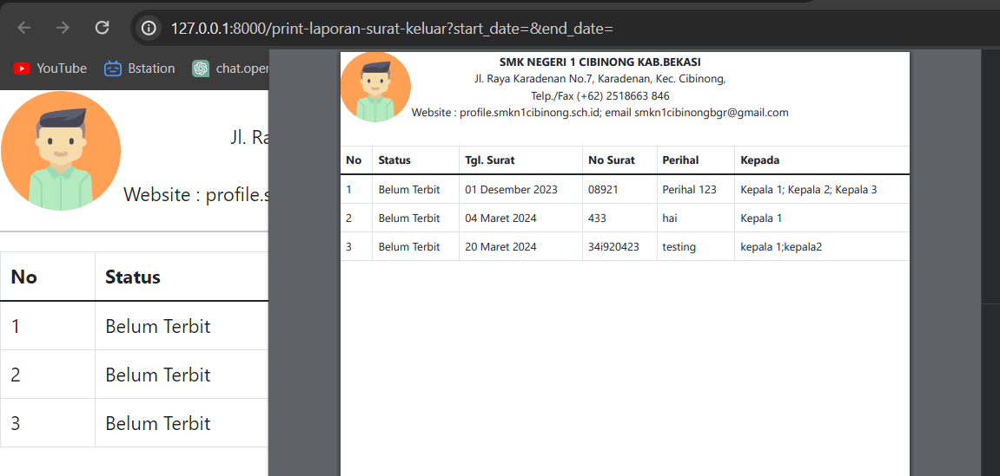 127.0.0.1:8000/print-laporan-surat-keluar?start_date=&end_date=
YouTube
Bstation
chat.oper
Jl. Ra
Website : profile.s
No Status
1 Belum Terbit
2 Belum Terbit
3 Belum Terbit
SMK NEGERI 1 CIBINONG KAB.BEKASI
Jl. Raya Karadenan No.7, Karadenan, Kec. Cibinong,
Telp./Fax (+62) 2518663 846
Website : profile.smkn1cibinong.sch.id; email smkn1cibinongbgr@gmail.com
No Status Tgl. Surat No Surat Perihal Kepada
1 Belum Terbit 01 Desember 2023 08921 Perihal 123 Kepala 1; Kepala 2; Kepala 3
2 Belum Terbit 04 Maret 2024 433 hai Kepala 1
3 Belum Terbit 20 Maret 2024 34i920423 testing kepala 1;kepala2